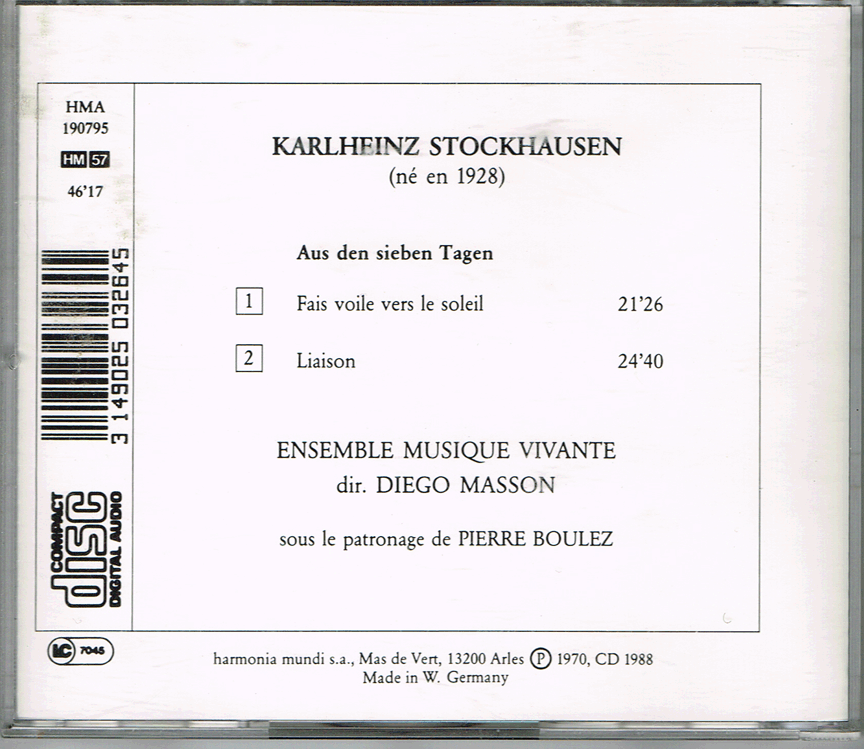 HMA
190795
HM 57
46'17
3 149025 032645
COMPACT
disc
DIGITAL AUDIO
LC 7045
KARLHEINZ STOCKHAUSEN
(né en 1928)
Aus den sieben Tagen
1 Fais voile vers le soleil 21'26
2 Liaison 24'40
ENSEMBLE MUSIQUE VIVANTE
dir. DIEGO MASSON
sous le patronage de PIERRE BOULEZ
harmonia mundi s.a., Mas de Vert, 13200 Arles Ⓟ 1970, CD 1988
Made in W. Germany